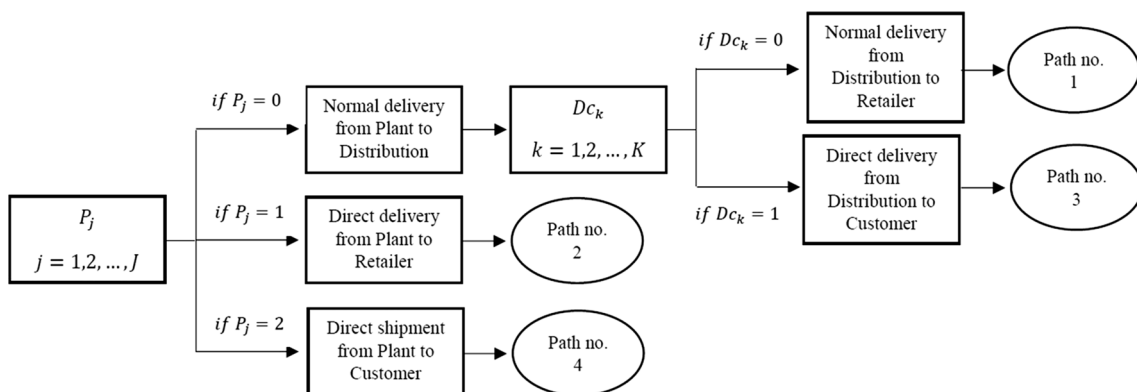 P_j
j = 1,2, ..., J
if P_j = 0
Normal delivery
from Plant to
Distribution
Dc_k
k = 1,2, ..., K
if Dc_k = 0
Normal delivery
from
Distribution to
Retailer
Path no.
1
if Dc_k = 1
Direct delivery
from
Distribution to
Customer
Path no.
3
if P_j = 1
Direct delivery
from Plant to
Retailer
Path no.
2
if P_j = 2
Direct shipment
from Plant to
Customer
Path no.
4